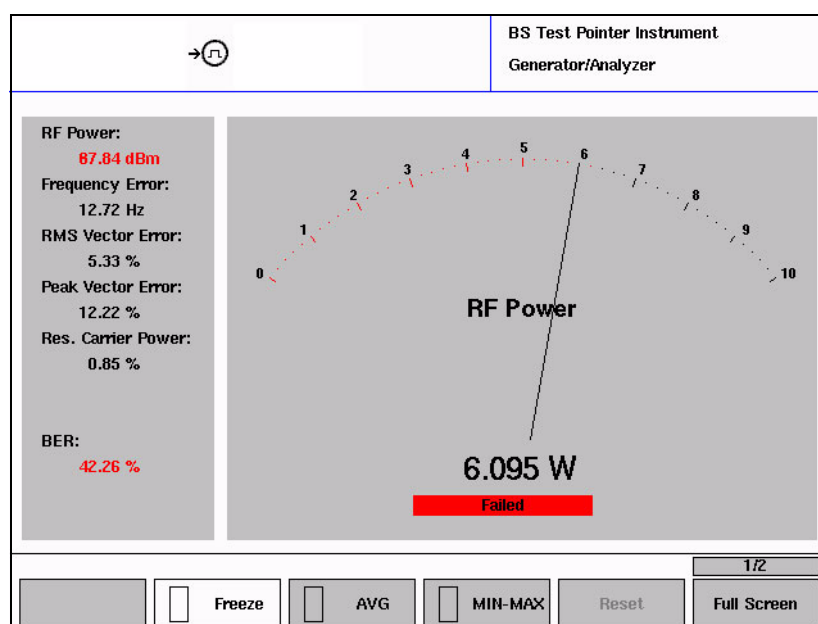 BS Test Pointer Instrument
Generator/Analyzer
RF Power:
87.84 dBm
Frequency Error:
12.72 Hz
RMS Vector Error:
5.33 %
Peak Vector Error:
12.22 %
Res. Carrier Power:
0.85 %
BER:
42.26 %
0 1 2 3 4 5 6 7 8 9 10
RF Power
6.095 W
Failed
1/2
Freeze AVG MIN-MAX Reset Full Screen